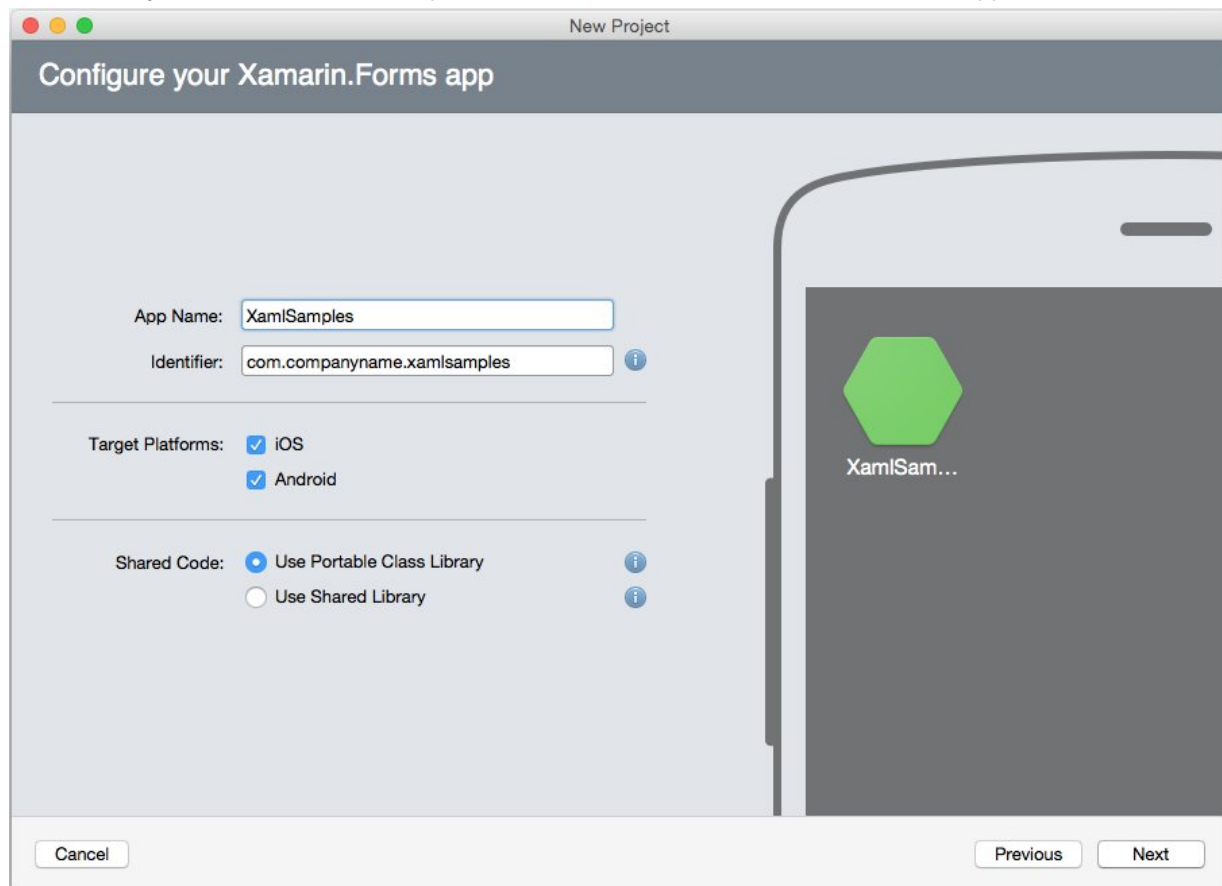 New Project
Configure your Xamarin.Forms app
App Name: XamlSamples
Identifier: com.companyname.xamlsamples
Target Platforms: iOS
Android
Shared Code: Use Portable Class Library
Use Shared Library
XamlSam...
Cancel Previous Next